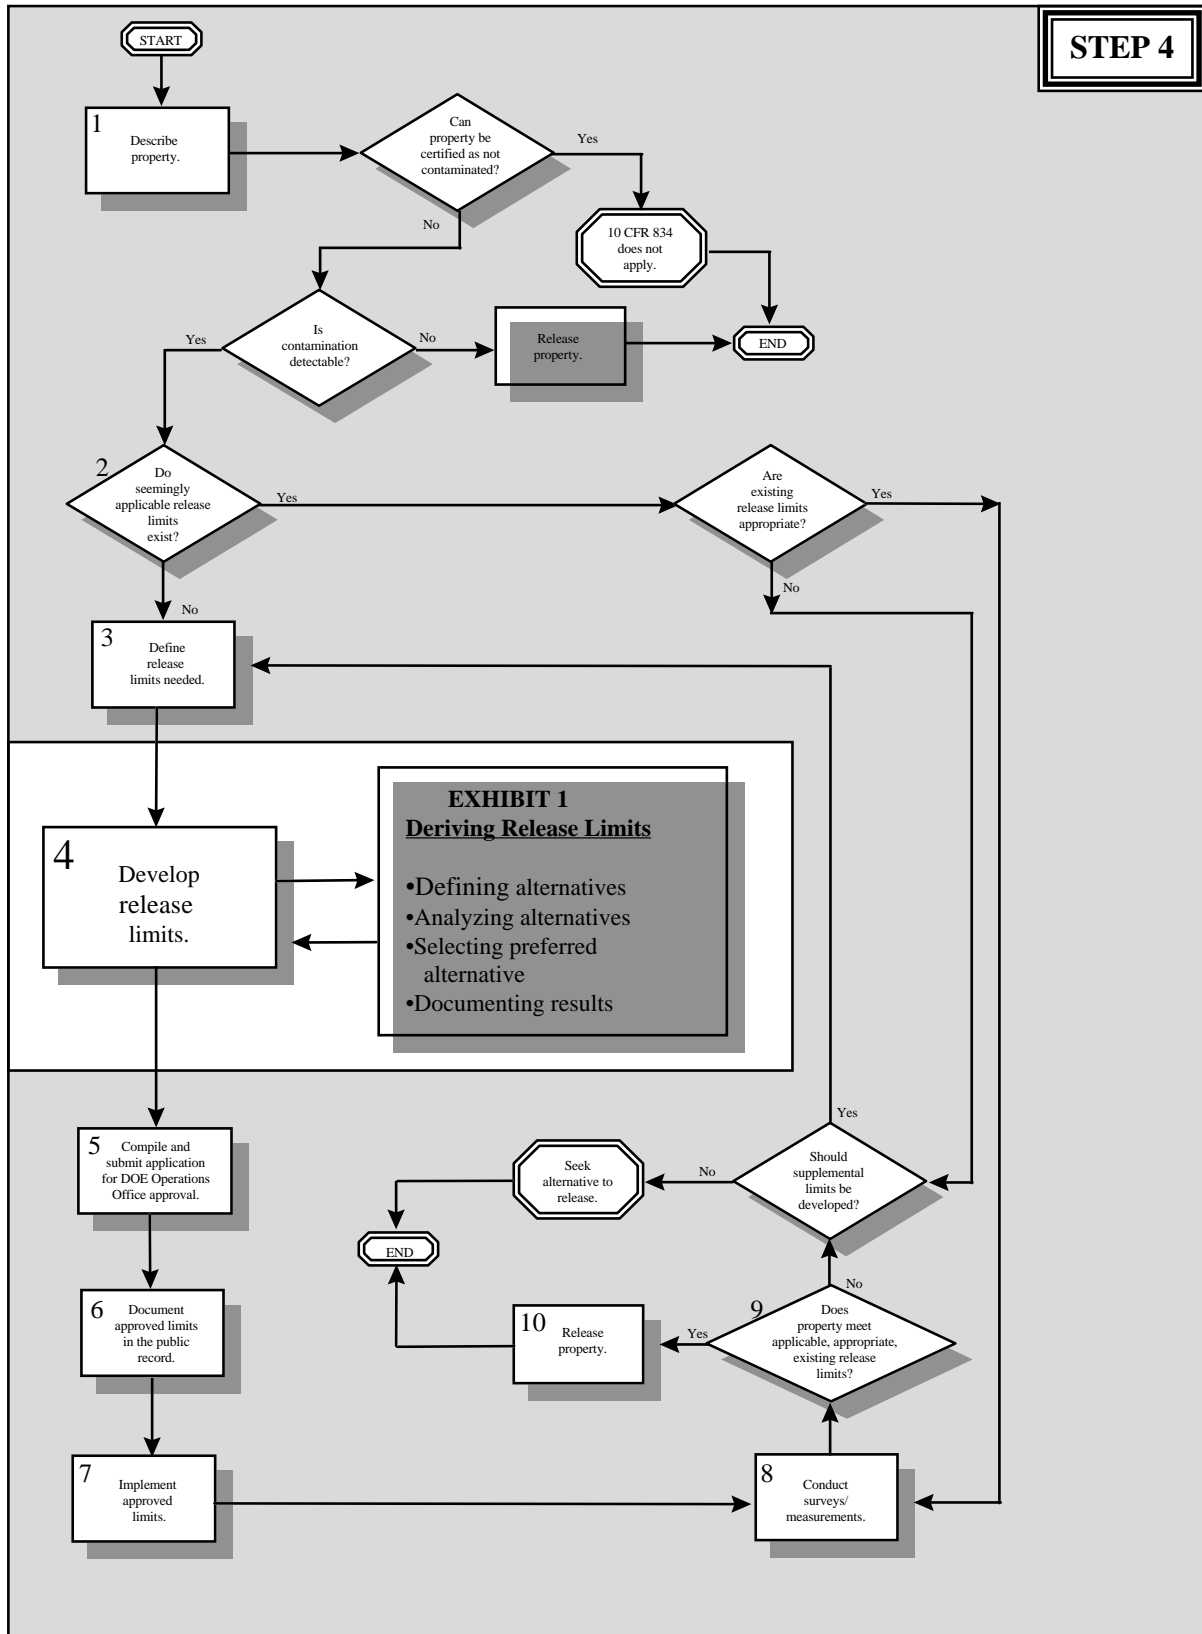 STEP 4
START
1
Describe
property.
Can
property be
certified as not
contaminated?
Yes
No
10 CFR 834
does not
apply.
Is
contamination
detectable?
Yes
No
Release
property.
END
2
Do
seemingly
applicable release
limits
exist?
Yes
No
Are
existing
release limits
appropriate?
Yes
No
3
Define
release
limits needed.
4
Develop
release
limits.
EXHIBIT 1
Deriving Release Limits
•Defining alternatives
•Analyzing alternatives
•Selecting preferred
alternative
•Documenting results
5
Compile and
submit application
for DOE Operations
Office approval.
Seek
alternative to
release.
No
Yes
Should
supplemental
limits be
developed?
END
No
6
Document
approved limits
in the public
record.
10
Release
property.
Yes
9
Does
property meet
applicable, appropriate,
existing release
limits?
7
Implement
approved
limits.
8
Conduct
surveys/
measurements.